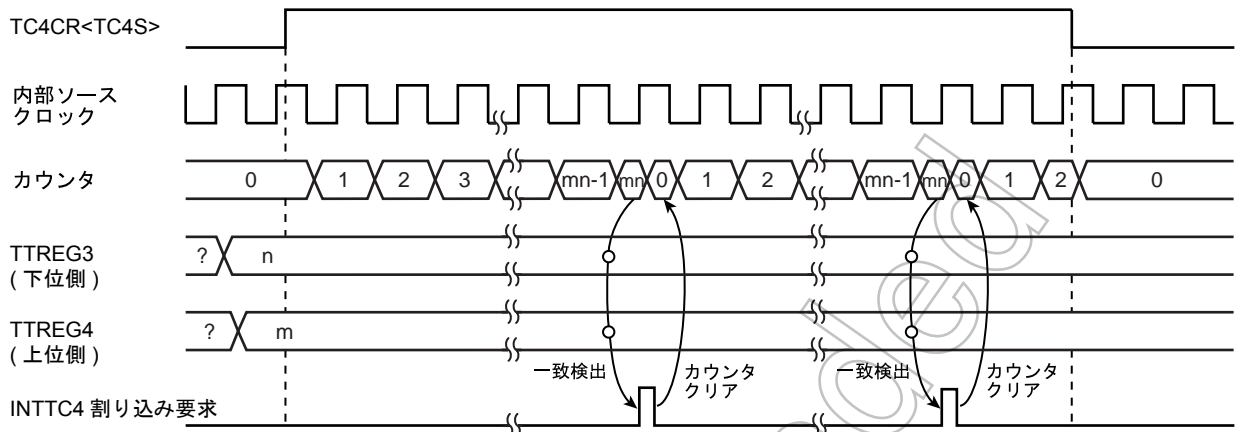 TC4CR<TC4S>
内部ソース
クロック
カウンタ
0 1 2 3 mn-1 mn 0 1 2 mn-1 mn 0 1 2 0
TTREG3
( 下位側 )
? n
TTREG4
( 上位側 )
? m
一致検出
カウンタ
クリア
一致検出
カウンタ
クリア
INTTC4 割り込み要求